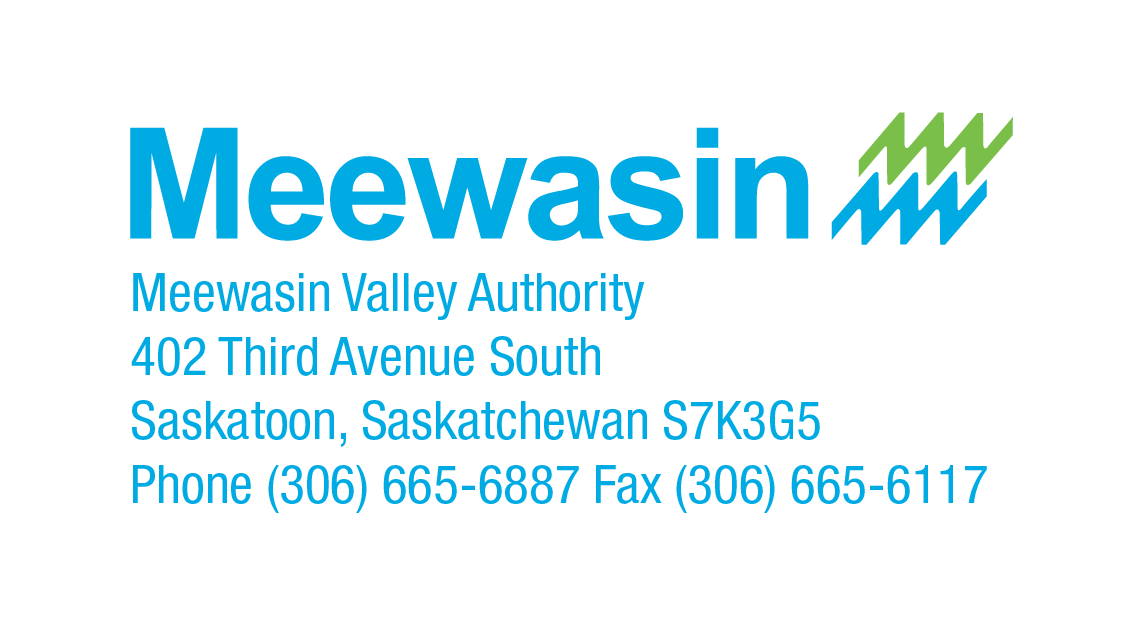 Meewasin
Meewasin Valley Authority
402 Third Avenue South
Saskatoon, Saskatchewan S7K3G5
Phone (306) 665-6887 Fax (306) 665-6117